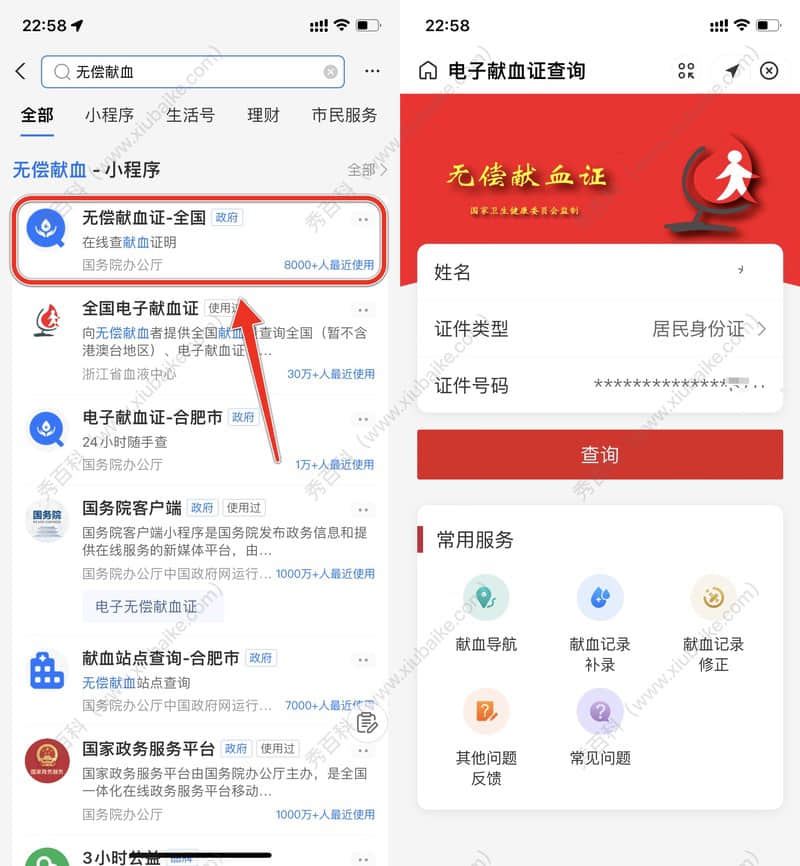 22:58
无偿献血
全部 小程序 生活号 理财 市民服务
无偿献血 - 小程序 全部
无偿献血证-全国 政府
在线查献血证明
国务院办公厅 8000+人最近使用
全国电子献血证 使用过
向无偿献血者提供全国献血
查询全国（暂不含
港澳台地区）、电子献血证
浙江省血液中心 30万+人最近使用
电子献血证-合肥市 政府
24小时随手查
国务院办公厅 1万+人最近使用
国务院客户端 政府 使用过
国务院客户端小程序是国务院发布政务信息和提
供在线服务的新媒体平台，由...
国务院办公厅中国政府网运行... 1000万+人最近使用
电子无偿献血证
献血站点查询-合肥市 政府
无偿献血站点查询
国务院办公厅中国政府网运行... 7000+人最近使用
国家政务服务平台 政府 使用过
国家政务服务平台由国务院办公厅主办，是全国
一体化在线政务服务平台移动...
国务院办公厅 1000万+人最近使用
3小时公益 品牌
22:58
电子献血证查询
无偿献血证
国家卫生健康委员会监制
姓名
证件类型 居民身份证
证件号码
查询
常用服务
献血导航
献血记录
补录
献血记录
修正
其他问题
反馈
常见问题
秀百科（www.xiubaike.com）